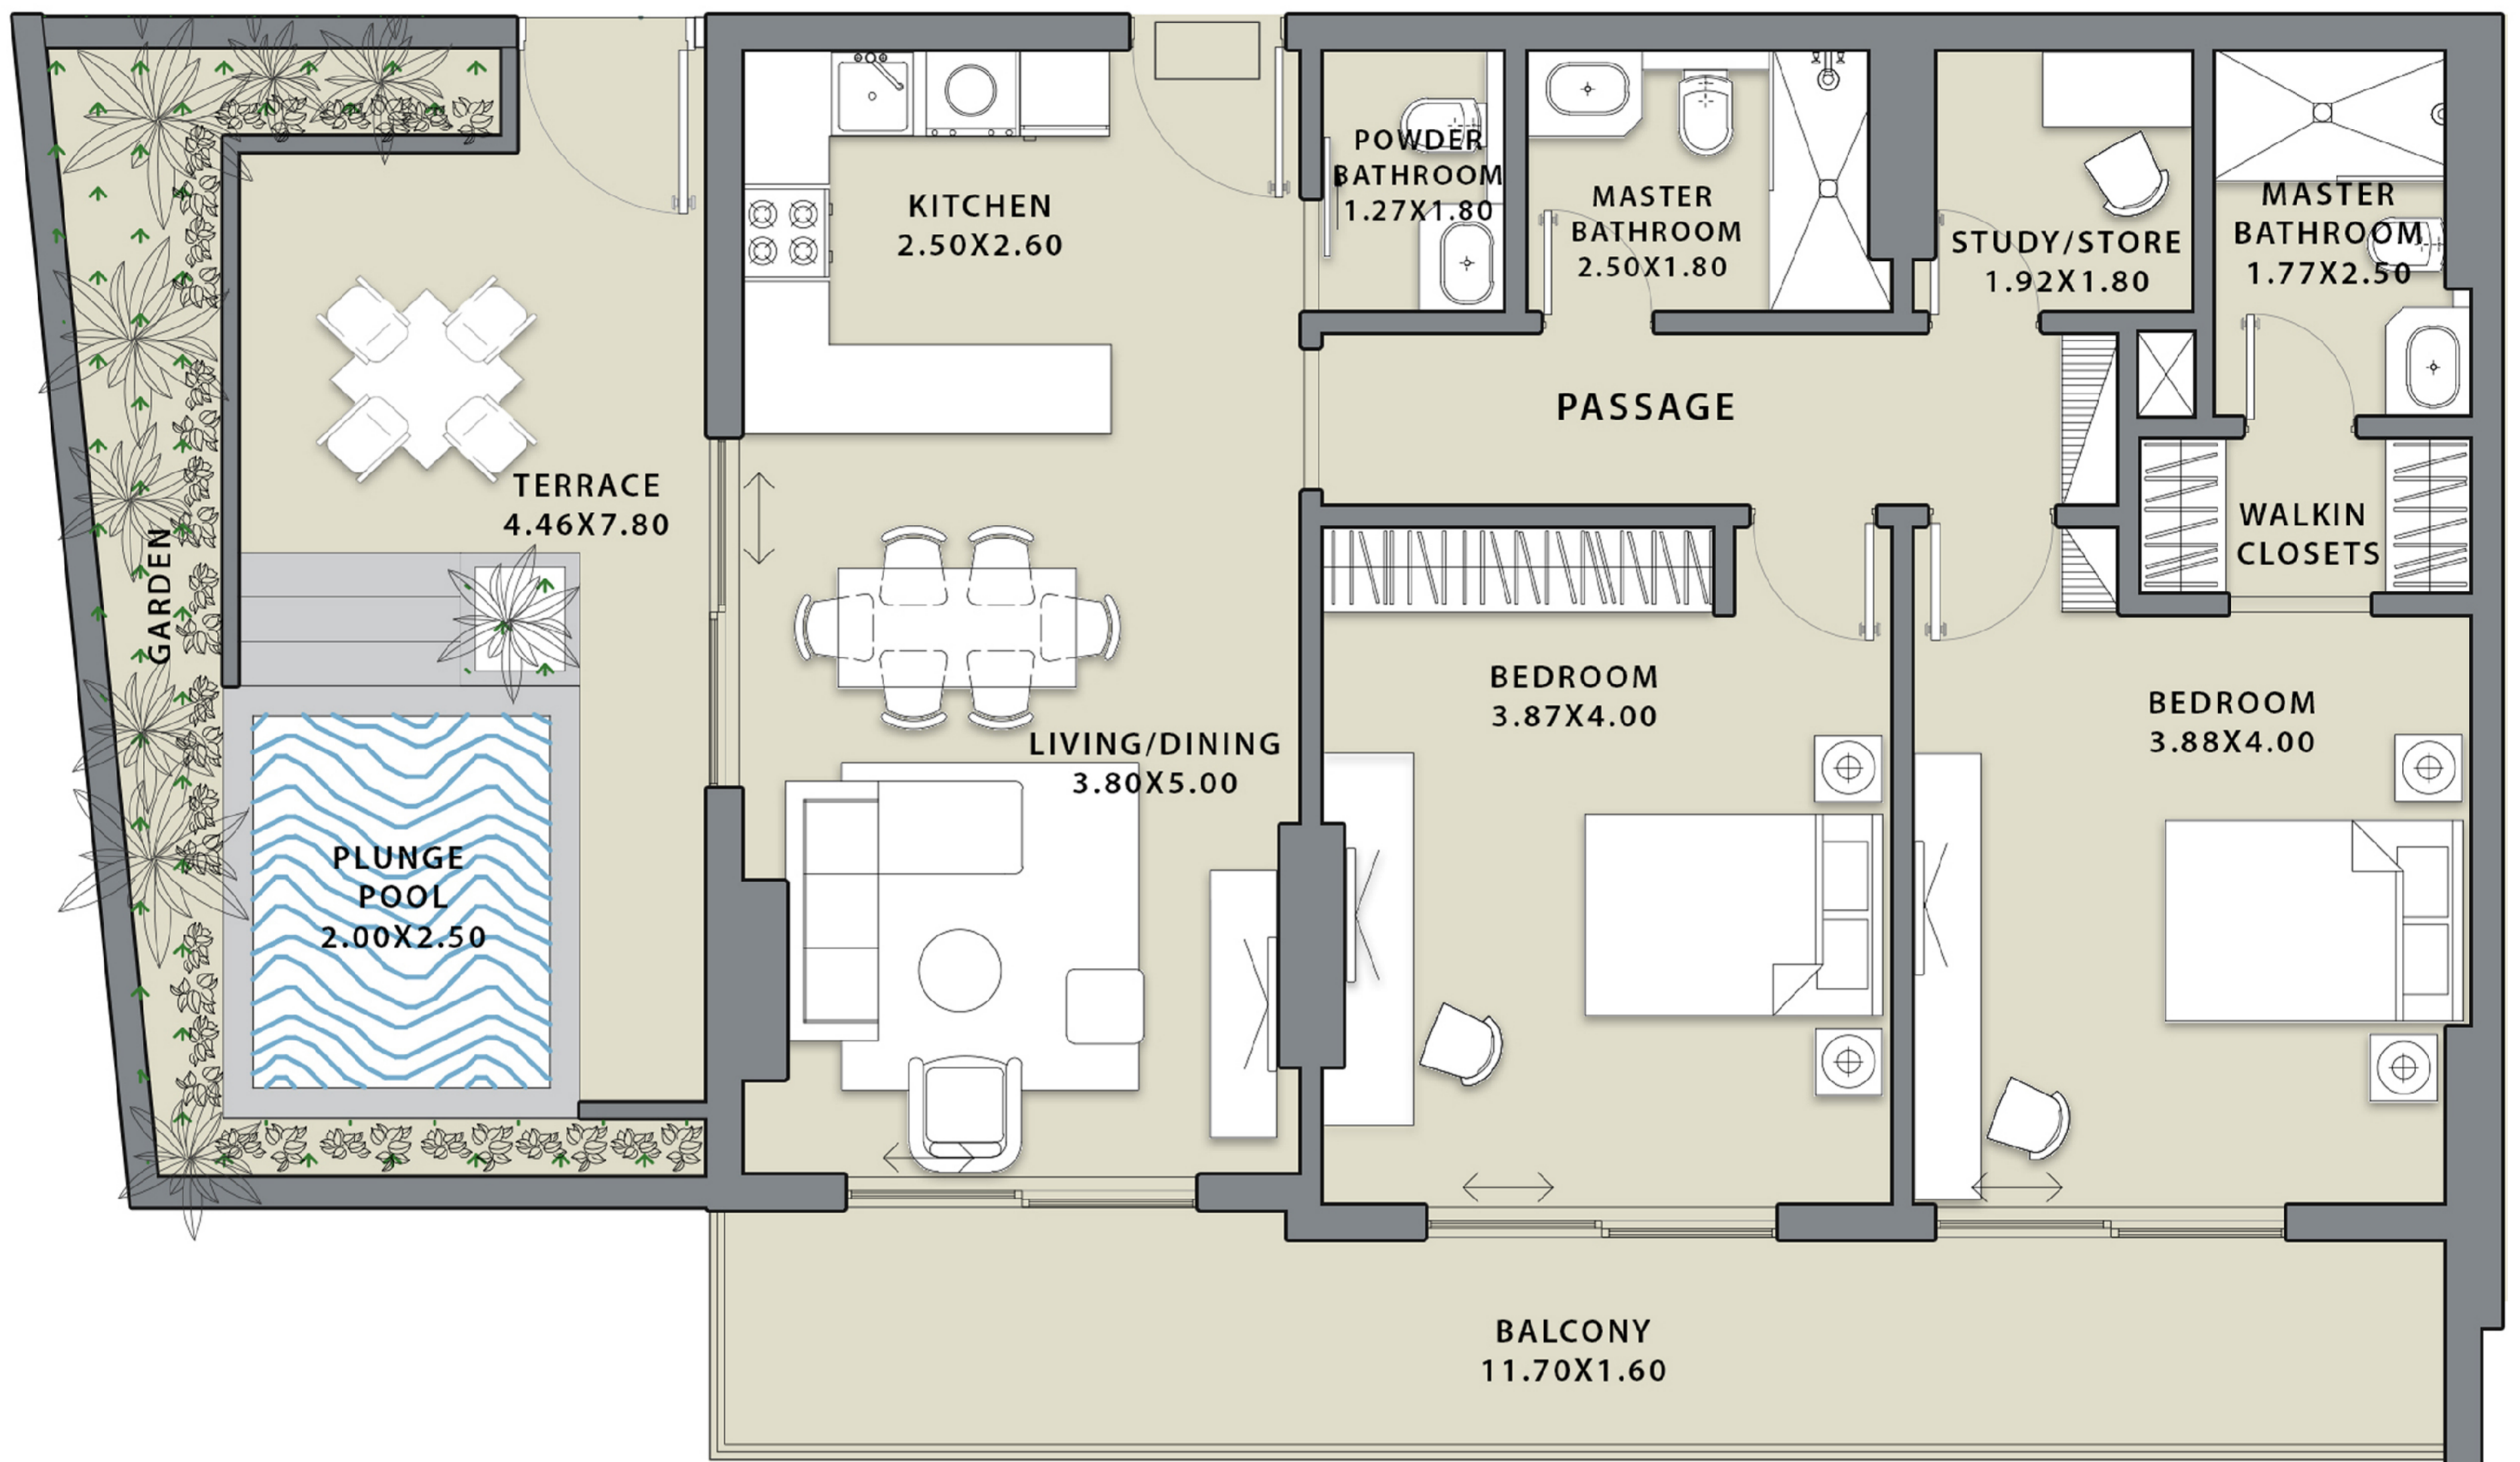 KITCHEN
2.50X2.60
POWDER
BATHROOM
1.27X1.80
MASTER
BATHROOM
2.50X1.80
STUDY/STORE
1.92X1.80
MASTER
BATHROOM
1.77X2.50
PASSAGE
TERRACE
4.46X7.80
GARDEN
WALKIN
CLOSETS
LIVING/DINING
3.80X5.00
BEDROOM
3.87X4.00
BEDROOM
3.88X4.00
PLUNGE
POOL
2.00X2.50
BALCONY
11.70X1.60